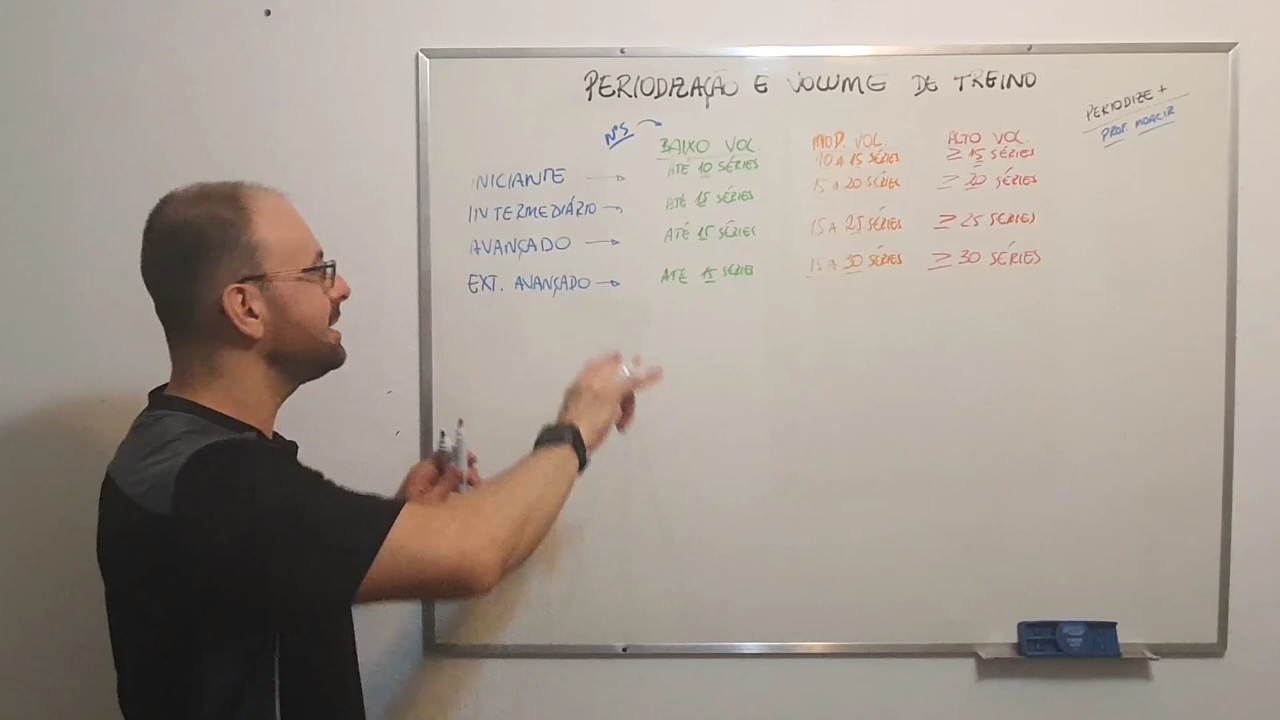 PERIODIZAÇÃO E VOLUME DE TREINO
PERIODIZE +
PROF. MOACIR
NºS
BAIXO VOL. MOD. VOL. ALTO VOL.
INICIANTE → ATÉ 10 SÉRIES 10 A 15 SÉRIES ≥ 15 SÉRIES
INTERMEDIÁRIO → ATÉ 15 SÉRIES 15 A 20 SÉRIES ≥ 20 SÉRIES
AVANÇADO → ATÉ 15 SÉRIES 15 A 25 SÉRIES ≥ 25 SÉRIES
EXT. AVANÇADO → ATÉ 15 SÉRIES 15 A 30 SÉRIES ≥ 30 SÉRIES